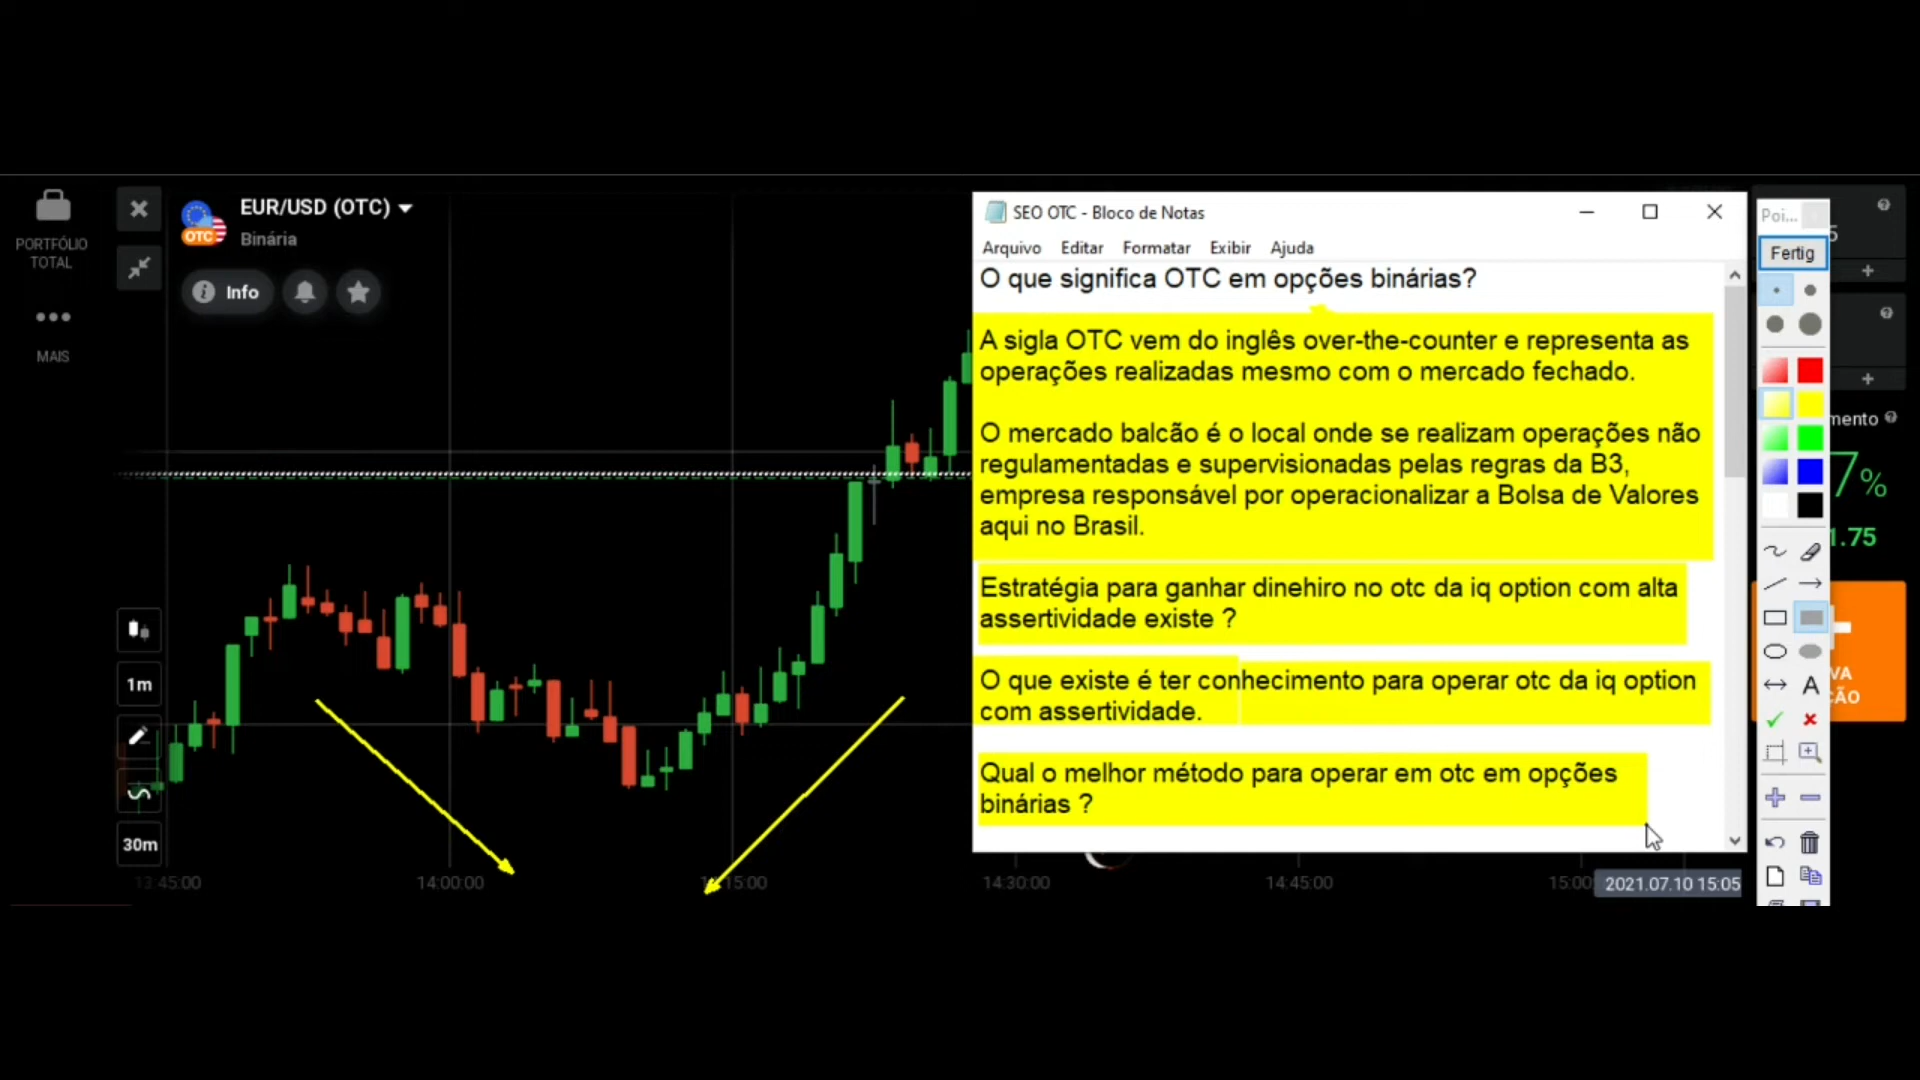 PORTFÓLIO
TOTAL
MAIS
EUR/USD (OTC)
Binária
OTC
Info
1m
30m
13:45:00
14:00:00
14:30:00
14:45:00
2021.07.10 15:05
SEO OTC - Bloco de Notas
Arquivo Editar Formatar Exibir Ajuda
O que significa OTC em opções binárias?
A sigla OTC vem do inglês over-the-counter e representa as
operações realizadas mesmo com o mercado fechado.
O mercado balcão é o local onde se realizam operações não
regulamentadas e supervisionadas pelas regras da B3,
empresa responsável por operacionalizar a Bolsa de Valores
aqui no Brasil.
Estratégia para ganhar dinehiro no otc da iq option com alta
assertividade existe ?
O que existe é ter conhecimento para operar otc da iq option
com assertividade.
Qual o melhor método para operar em otc em opções
binárias ?
Poi...
Fertig
A
mento
7%
1.75
VA
ÇÃO